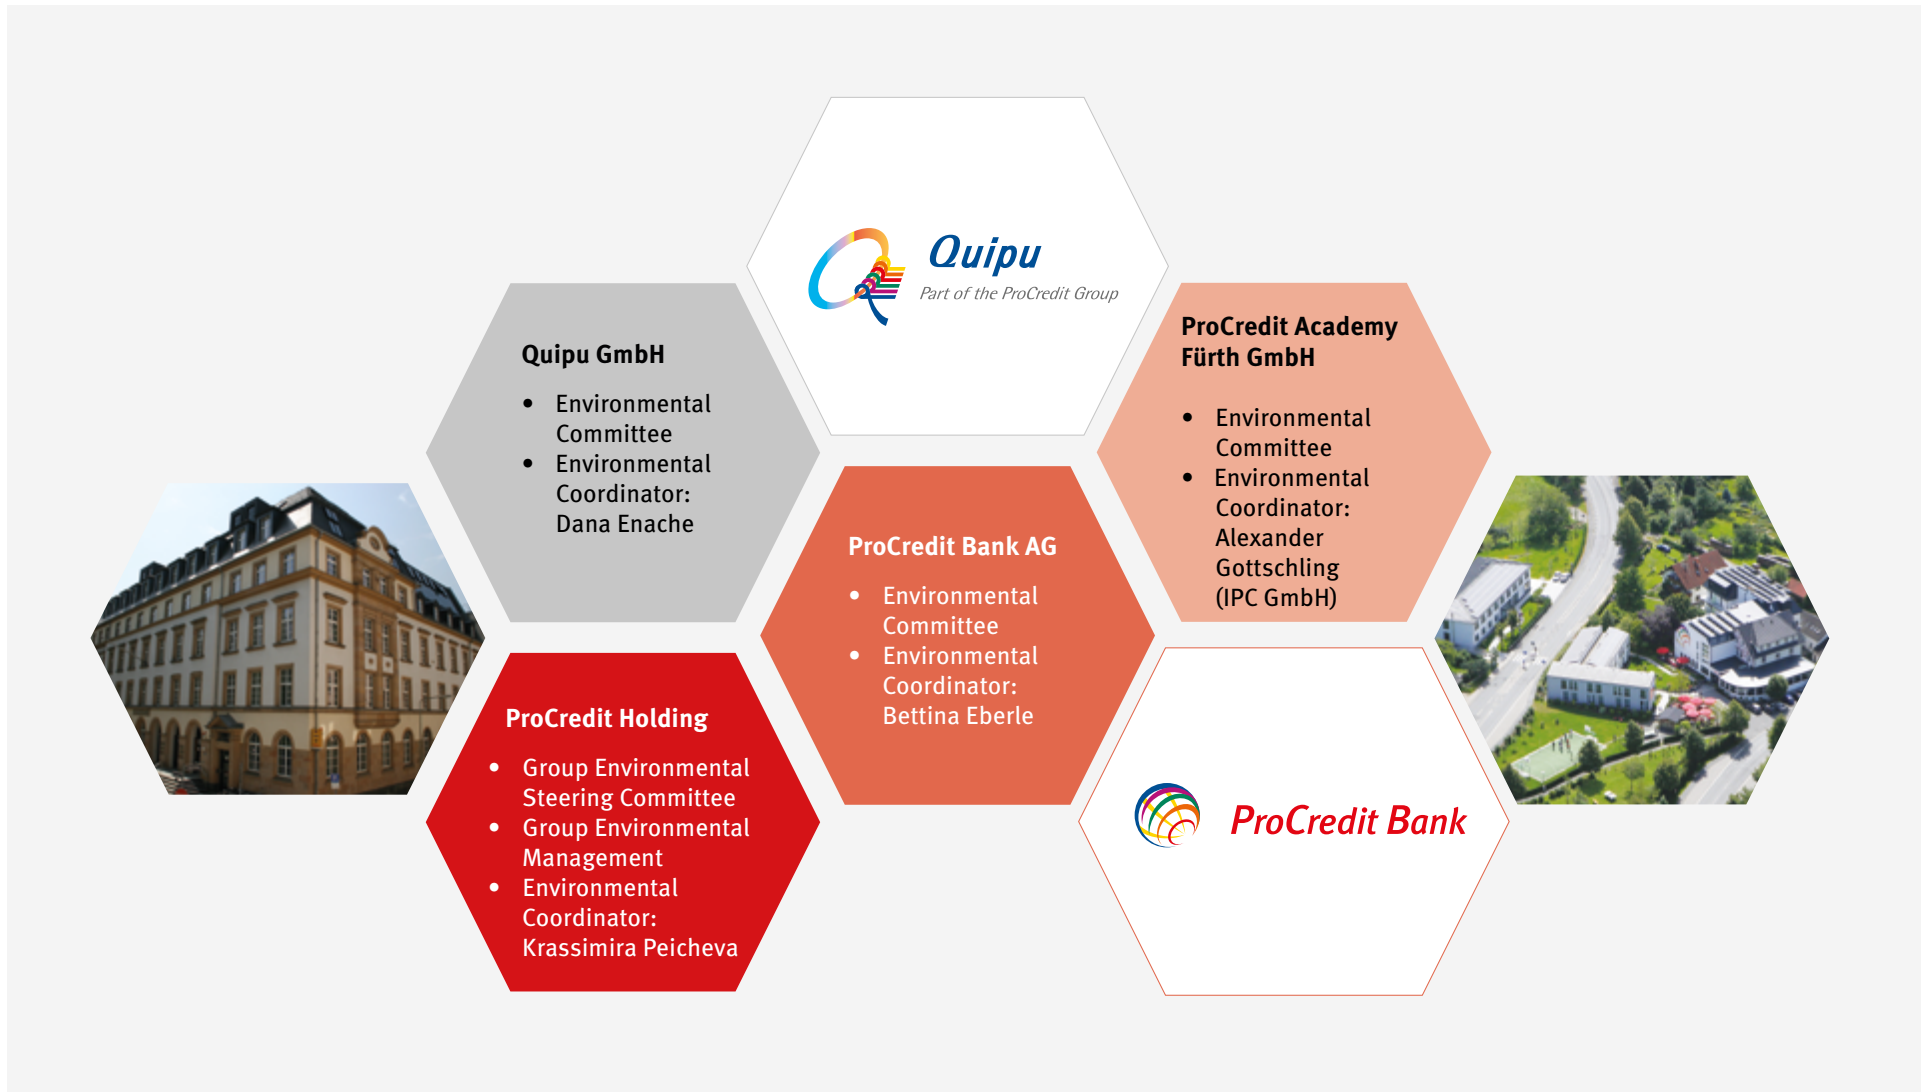 Quipu
Part of the ProCredit Group
Quipu GmbH
• Environmental
Committee
• Environmental
Coordinator:
Dana Enache
ProCredit Academy
Fürth GmbH
• Environmental
Committee
• Environmental
Coordinator:
Alexander
Gottschling
(IPC GmbH)
ProCredit Bank AG
• Environmental
Committee
• Environmental
Coordinator:
Bettina Eberle
ProCredit Holding
• Group Environmental
Steering Committee
• Group Environmental
Management
• Environmental
Coordinator:
Krassimira Peicheva
ProCredit Bank